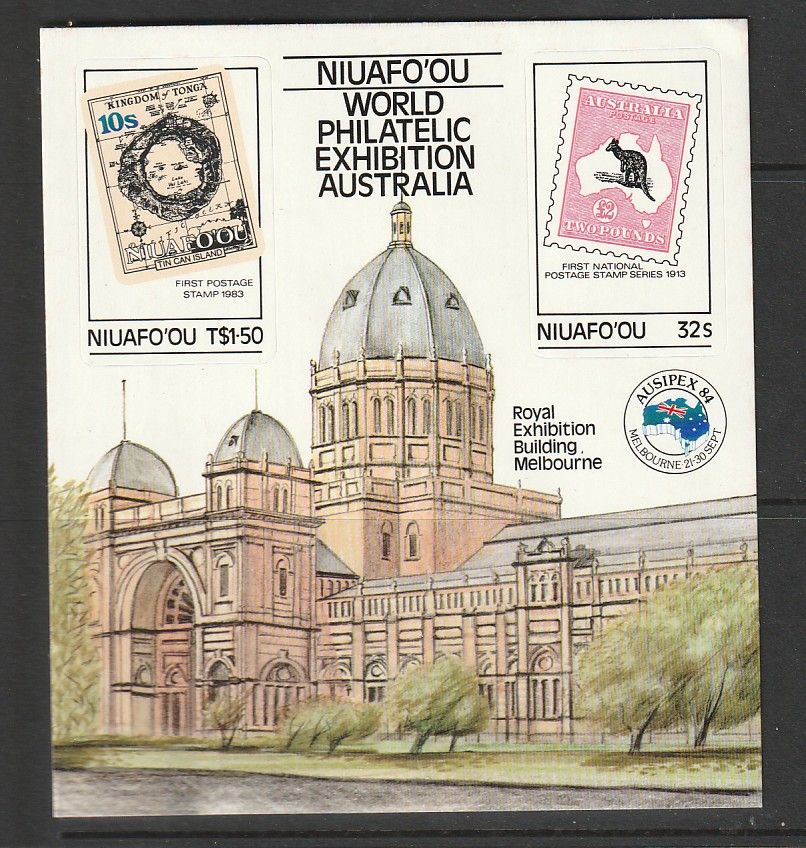 NIUAFO'OU
WORLD
PHILATELIC
EXHIBITION
AUSTRALIA
KINGDOM of TONGA
10s
NIUAFO'OU
TIN CAN ISLAND
FIRST POSTAGE
STAMP 1983
NIUAFO'OU T$1·50
AUSTRALIA
POSTAGE
£2
TWO POUNDS
FIRST NATIONAL
POSTAGE STAMP SERIES 1913
NIUAFO'OU 32s
Royal
Exhibition
Building,
Melbourne
AUSIPEX 84
MELBOURNE·21-30 SEPT